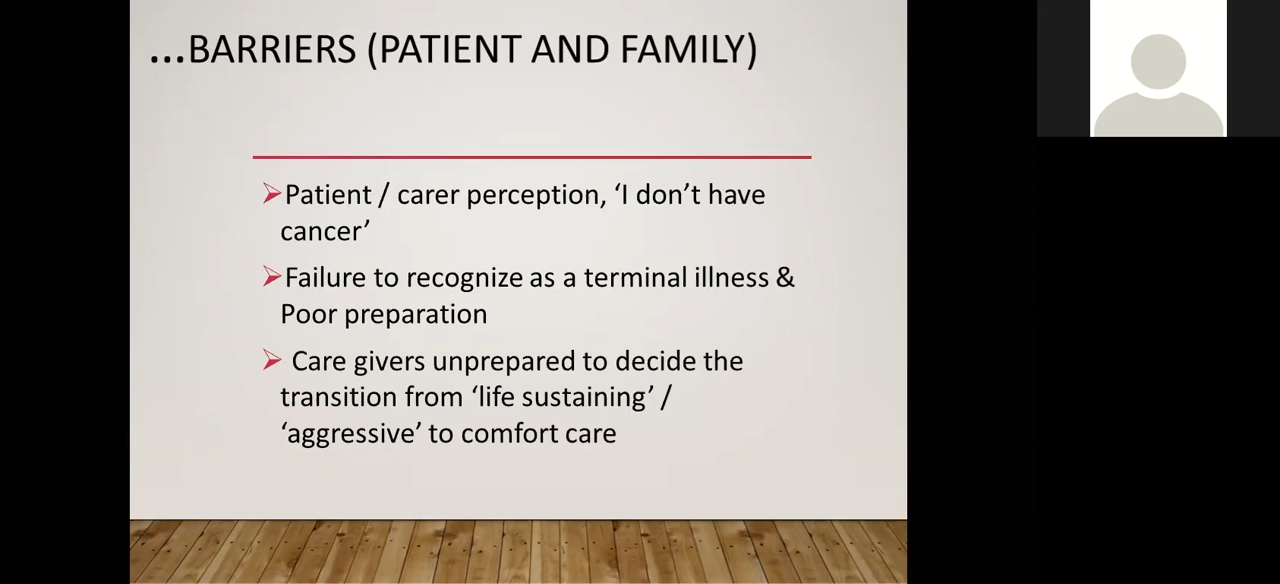 ...BARRIERS (PATIENT AND FAMILY)
➢Patient / carer perception, ‘I don’t have
cancer’
➢Failure to recognize as a terminal illness &
Poor preparation
➢ Care givers unprepared to decide the
transition from ‘life sustaining’ /
‘aggressive’ to comfort care